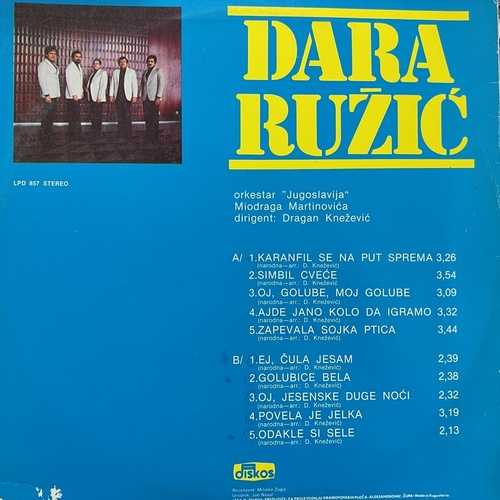 DARA
RUŽIĆ
LPD 857 STEREO
orkestar "Jugoslavija"
Miodraga Martinovića
dirigent: Dragan Knežević
A/ 1.KARANFIL SE NA PUT SPREMA 3,26
(narodna—arr.: D. Knežević)
2.SIMBIL CVEĆE 3,54
(narodna—arr.: D. Knežević)
3.OJ, GOLUBE, MOJ GOLUBE 3,09
(narodna—arr.: D. Knežević)
4.AJDE JANO KOLO DA IGRAMO 3,32
(narodna—arr.: D. Knežević)
5.ZAPEVALA SOJKA PTICA 3,44
(narodna—arr.: D. Knežević)
B/ 1.EJ, ČULA JESAM 2,39
(narodna—arr.: D. Knežević)
2.GOLUBICE BELA 2,38
(narodna—arr.: D. Knežević)
3.OJ, JESENSKE DUGE NOĆI 2,32
(narodna—arr.: D. Knežević)
4.POVELA JE JELKA 3,19
(narodna—arr.: D. Knežević)
5.ODAKLE SI SELE 2,13
(narodna—arr.: D. Knežević)
diskos
Recenzent: Milutin
Urednik: